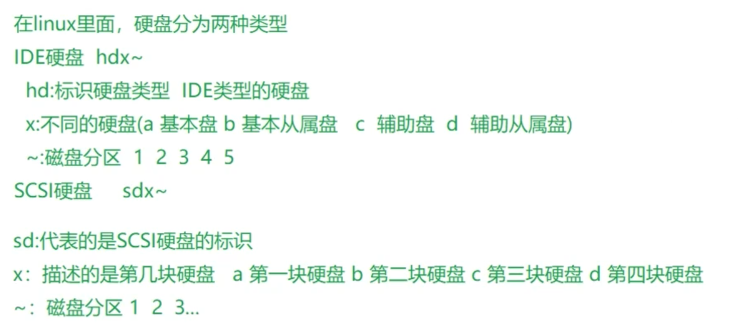 在linux里面，硬盘分为两种类型
IDE硬盘  hdx~
hd:标识硬盘类型  IDE类型的硬盘
x:不同的硬盘(a 基本盘 b 基本从属盘   c  辅助盘  d  辅助从属盘)
~:磁盘分区  1  2  3  4  5
SCSI硬盘     sdx~
sd:代表的是SCSI硬盘的标识
x：描述的是第几块硬盘   a 第一块硬盘 b 第二块硬盘 c 第三块硬盘 d 第四块硬盘
~：磁盘分区 1  2  3...